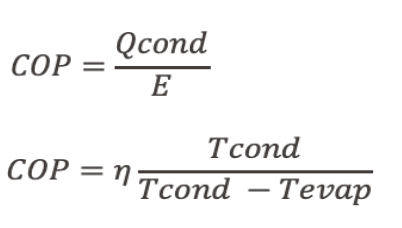 COP = Qcond / E
COP = η Tcond / Tcond − Tevap